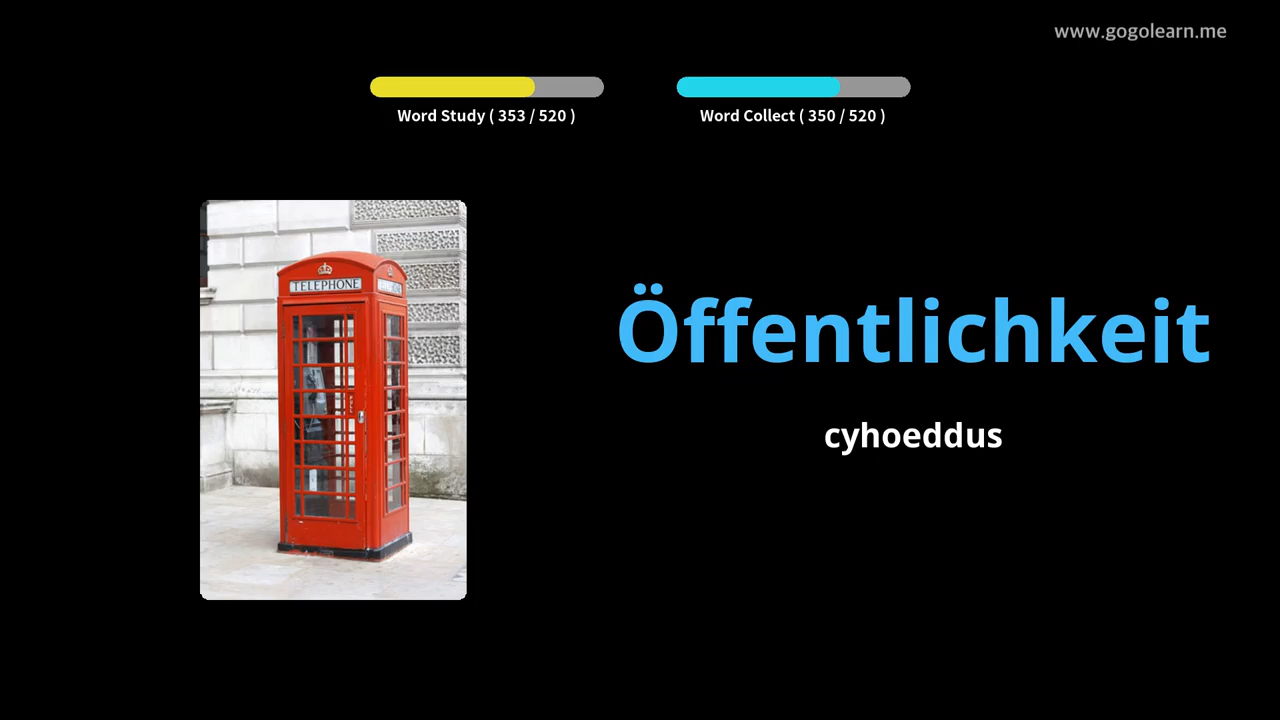 www.gogolearn.me
Word Study ( 353 / 520 )
Word Collect ( 350 / 520 )
TELEPHONE
Öffentlichkeit
cyhoeddus